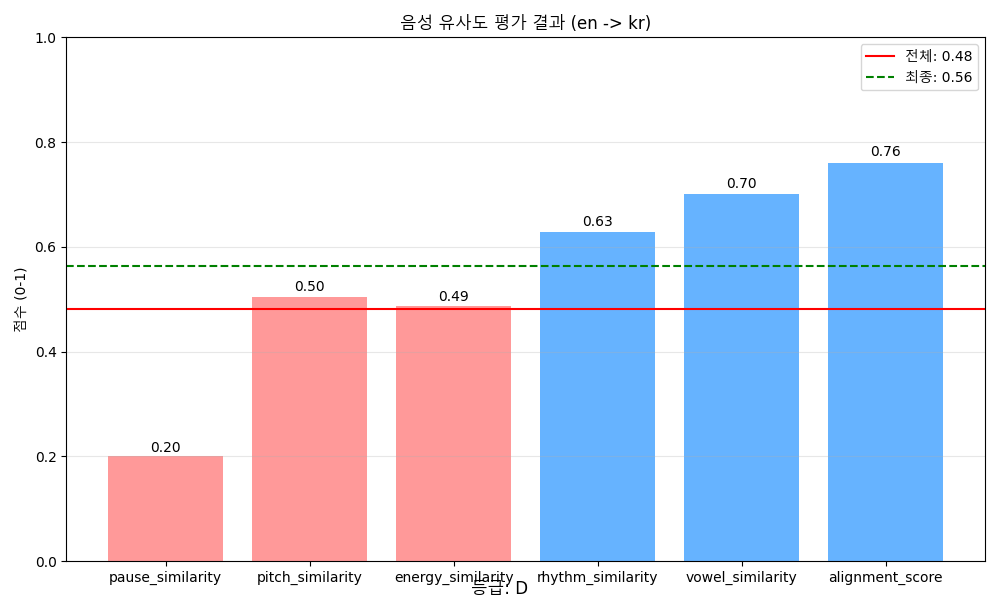 음성 유사도 평가 결과 (en -> kr)
전체: 0.48
최종: 0.56
점수 (0-1)
1.0
0.8
0.6
0.4
0.2
0.0
0.20
0.50
0.49
0.63
0.70
0.76
pause_similarity
pitch_similarity
energy_similarity
rhythm_similarity
vowel_similarity
alignment_score
등급: D